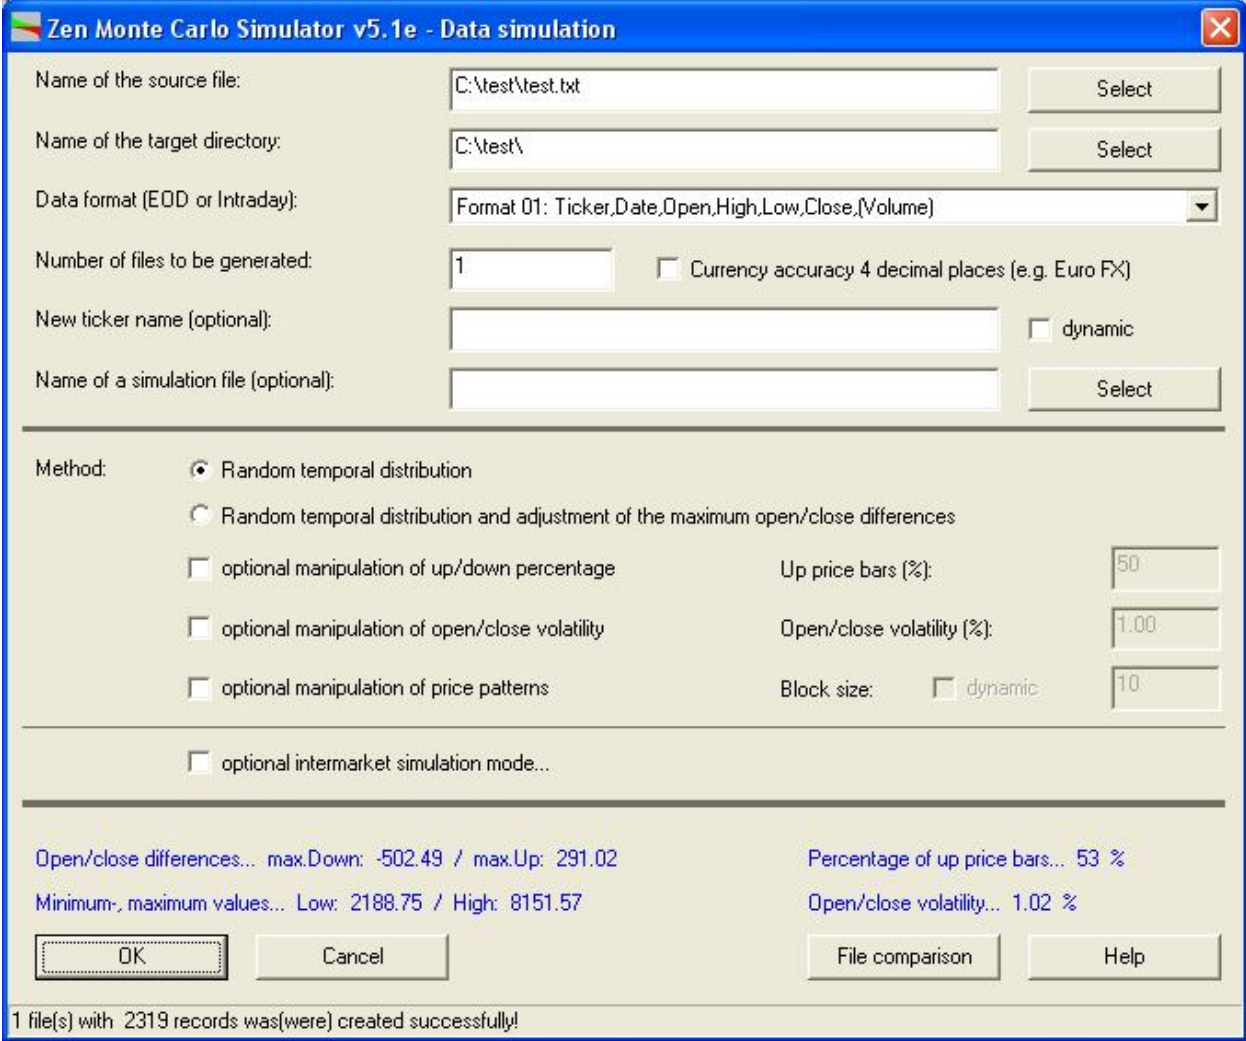 Zen Monte Carlo Simulator v5.1e - Data simulation
Name of the source file: C:\test\test.txt Select
Name of the target directory: C:\test\ Select
Data format (EOD or Intraday): Format 01: Ticker,Date,Open,High,Low,Close,(Volume)
Number of files to be generated: 1 Currency accuracy 4 decimal places (e.g. Euro FX)
New ticker name (optional): dynamic
Name of a simulation file (optional): Select
Method: Random temporal distribution
Random temporal distribution and adjustment of the maximum open/close differences
optional manipulation of up/down percentage Up price bars (%): 50
optional manipulation of open/close volatility Open/close volatility (%): 1.00
optional manipulation of price patterns Block size: dynamic 10
optional intermarket simulation mode...
Open/close differences... max.Down: -502.49 / max.Up: 291.02 Percentage of up price bars... 53 %
Minimum-, maximum values... Low: 2188.75 / High: 8151.57 Open/close volatility... 1.02 %
OK Cancel File comparison Help
1 file(s) with 2319 records was(were) created successfully!